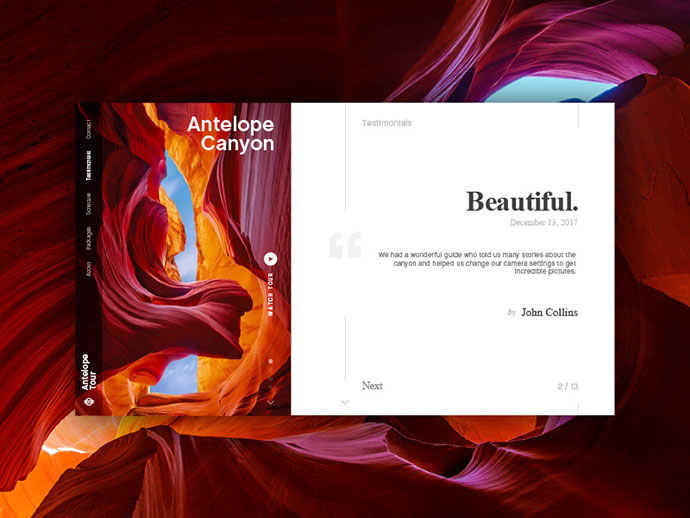 Contact
Testimonials
Schedule
Packages
Antelope
Tour
Antelope
Canyon
WATCH TOUR
Testimonials
Beautiful.
December 13, 2017
We had a wonderful guide who told us many stories about the
canyon and helped us change our camera settings to get
incredible pictures.
by John Collins
Next
2 / 13